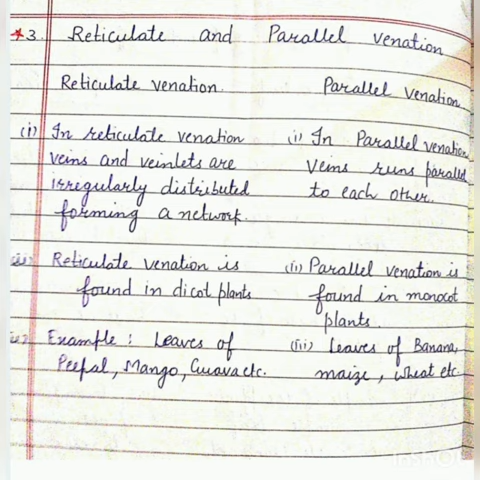 *3. Reticulate and Parallel venation
Reticulate venation. Parallel venation
(i) In reticulate venation (i) In Parallel venation
veins and veinlets are veins runs parallel
irregularly distributed to each other.
forming a network.
(ii) Reticulate venation is (ii) Parallel venation is
found in dicot plants found in monocot
plants.
Example: Leaves of (iii) Leaves of Banana,
Peepal, Mango, Guava etc. maize, wheat etc
InShot